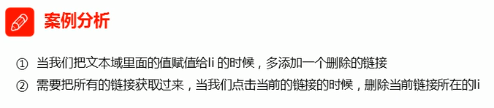 案例分析
① 当我们把文本域里面的值赋值给li 的时候，多添加一个删除的链接
② 需要把所有的链接获取过来，当我们点击当前的链接的时候，删除当前链接所在的li